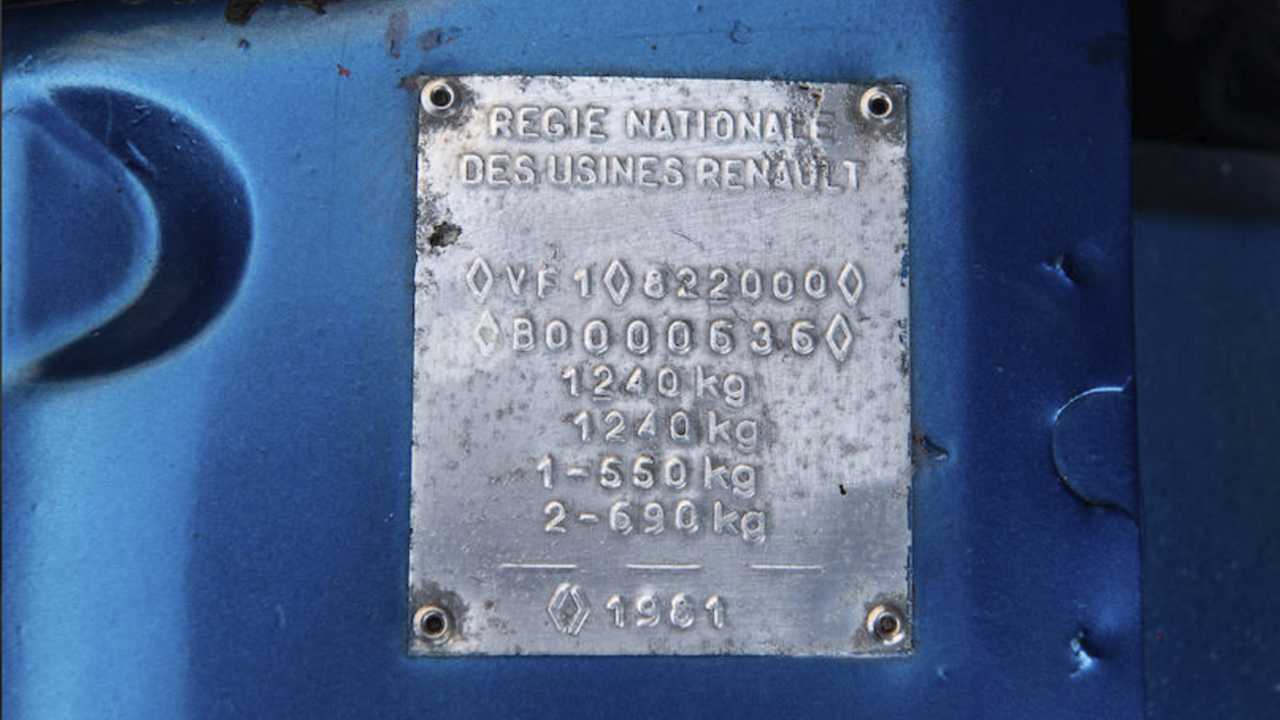 REGIE NATIONALE
DES USINES RENAULT
◊VF1◊822000◊
◊B0000636◊
1240 kg
1240 kg
1-550 kg
2-690 kg
1981